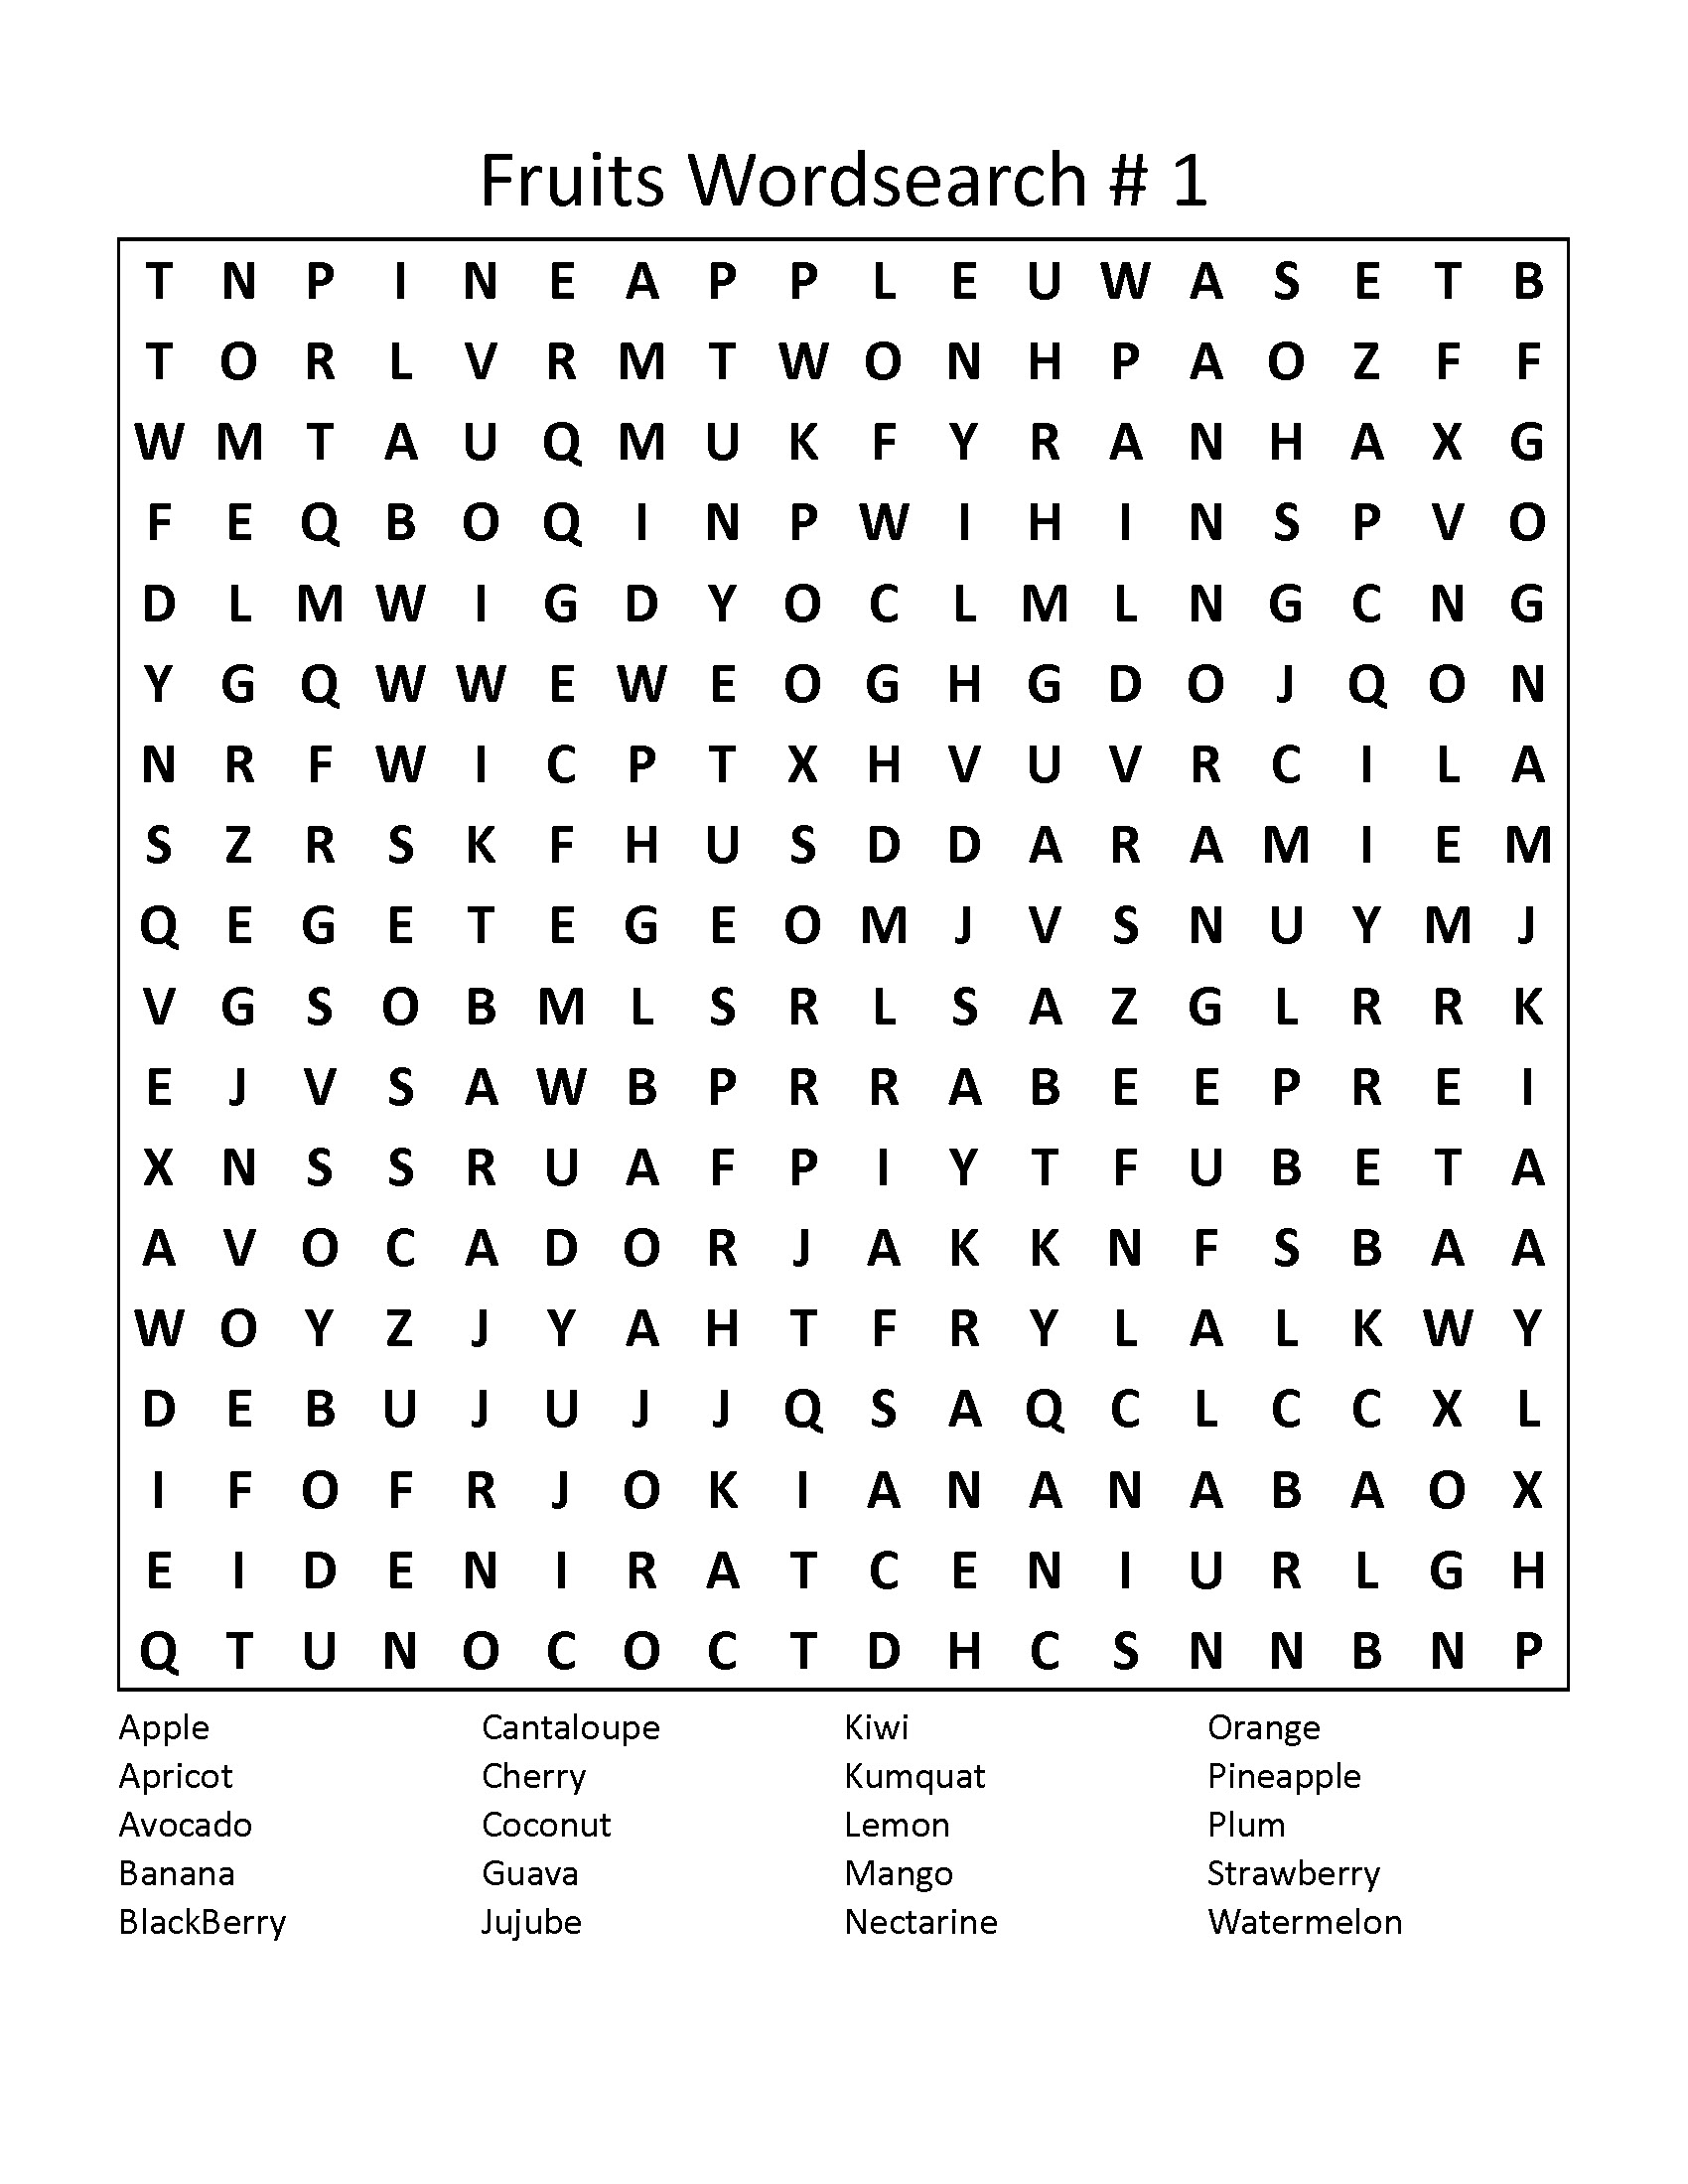 Fruits Wordsearch # 1
T N P I N E A P P L E U W A S E T B
T O R L V R M T W O N H P A O Z F F
W M T A U Q M U K F Y R A N H A X G
F E Q B O Q I N P W I H I N S P V O
D L M W I G D Y O C L M L N G C N G
Y G Q W W E W E O G H G D O J Q O N
N R F W I C P T X H V U V R C I L A
S Z R S K F H U S D D A R A M I E M
Q E G E T E G E O M J V S N U Y M J
V G S O B M L S R L S A Z G L R R K
E J V S A W B P R R A B E E P R E I
X N S S R U A F P I Y T F U B E T A
A V O C A D O R J A K K N F S B A A
W O Y Z J Y A H T F R Y L A L K W Y
D E B U J U J J Q S A Q C L C C X L
I F O F R J O K I A N A N A B A O X
E I D E N I R A T C E N I U R L G H
Q T U N O C O C T D H C S N N B N P
Apple Cantaloupe Kiwi Orange
Apricot Cherry Kumquat Pineapple
Avocado Coconut Lemon Plum
Banana Guava Mango Strawberry
BlackBerry Jujube Nectarine Watermelon